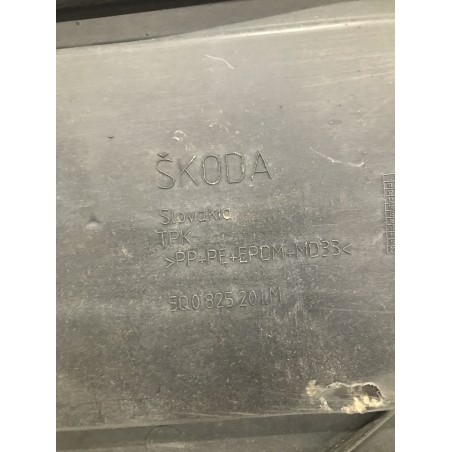 ŠKODA
Slovakia
TPK
>PP+PE+EPDM-MD33<
5Q0 825 201 M